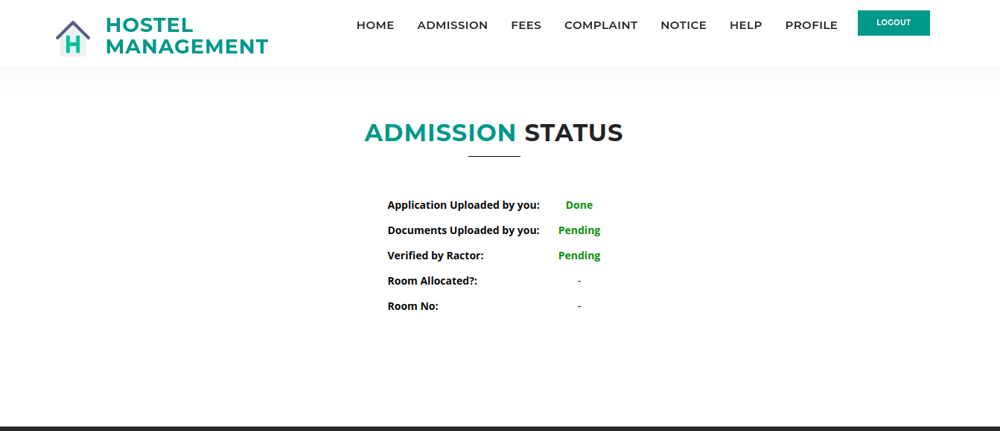 HOSTEL
MANAGEMENT
HOME ADMISSION FEES COMPLAINT NOTICE HELP PROFILE LOGOUT
ADMISSION STATUS
Application Uploaded by you: Done
Documents Uploaded by you: Pending
Verified by Ractor: Pending
Room Allocated?: -
Room No: -